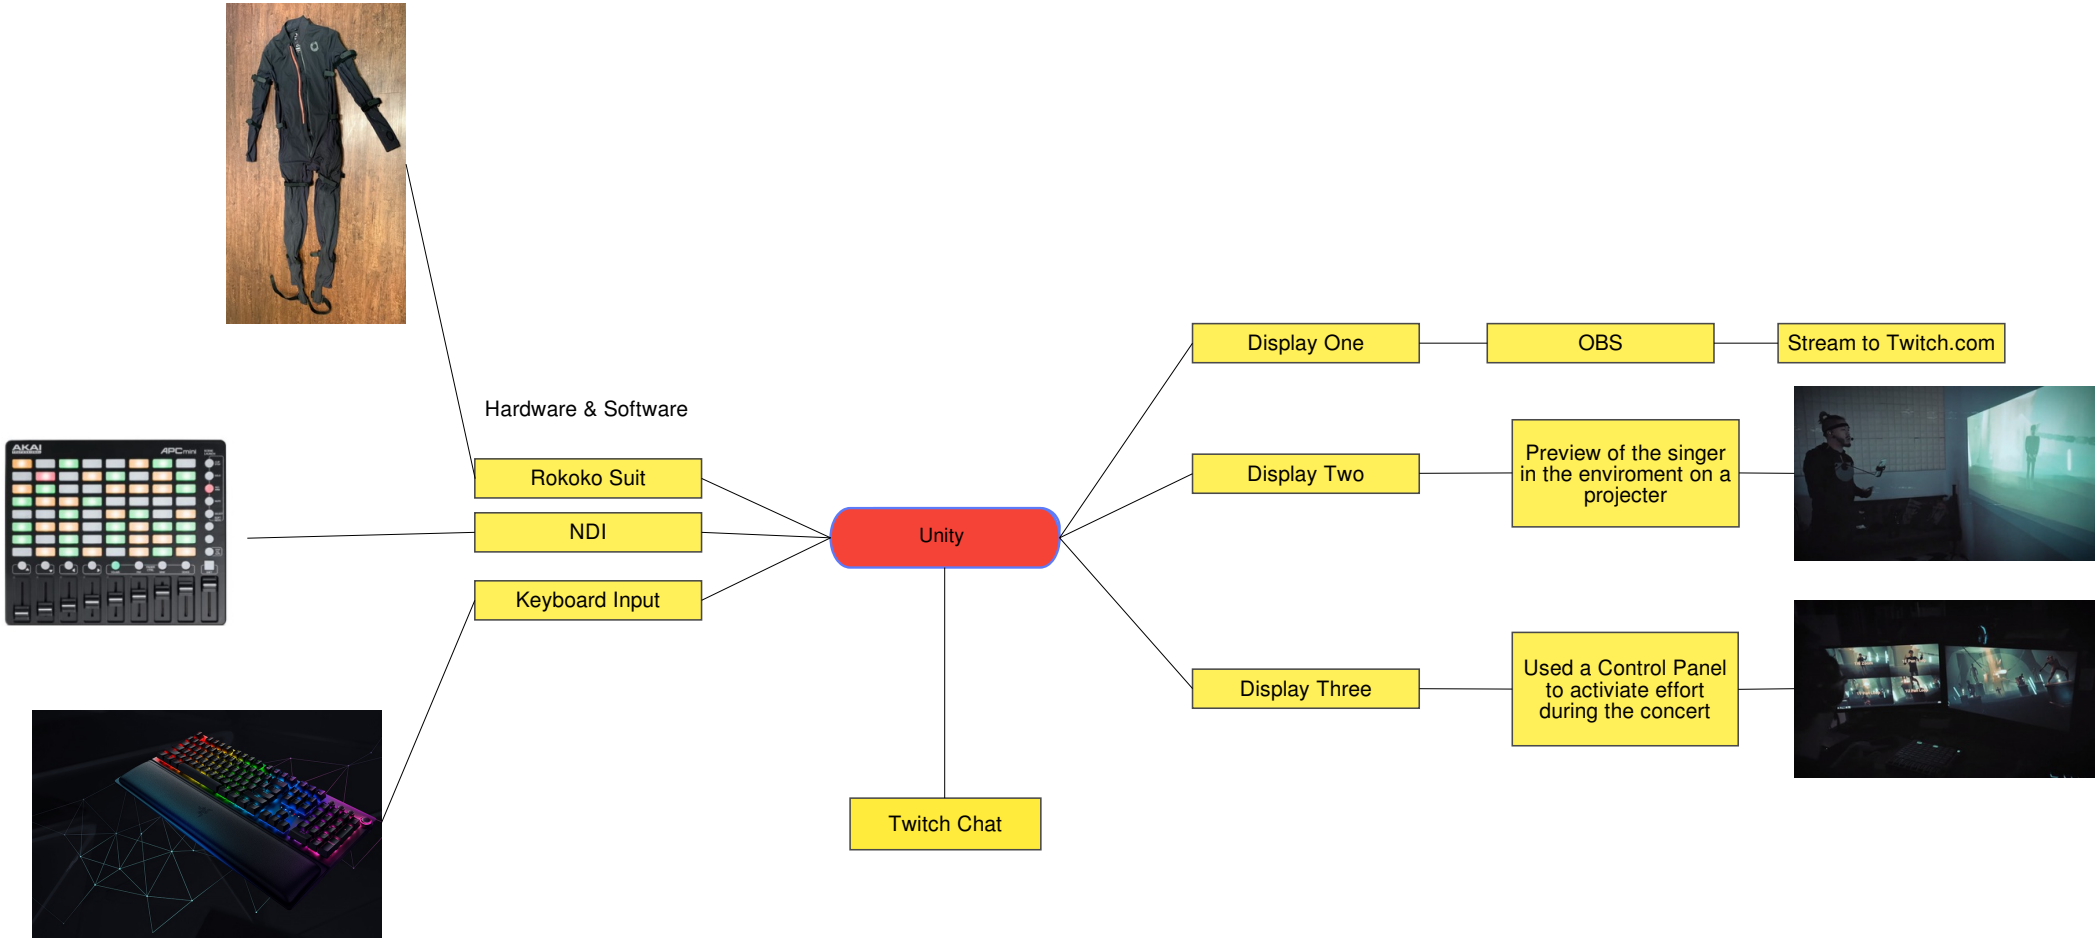 AKAI
APC mini
Hardware & Software
Rokoko Suit
NDI
Keyboard Input
Unity
Twitch Chat
Display One
OBS
Stream to Twitch.com
Display Two
Preview of the singer
in the enviroment on a
projecter
Display Three
Used a Control Panel
to activiate effort
during the concert